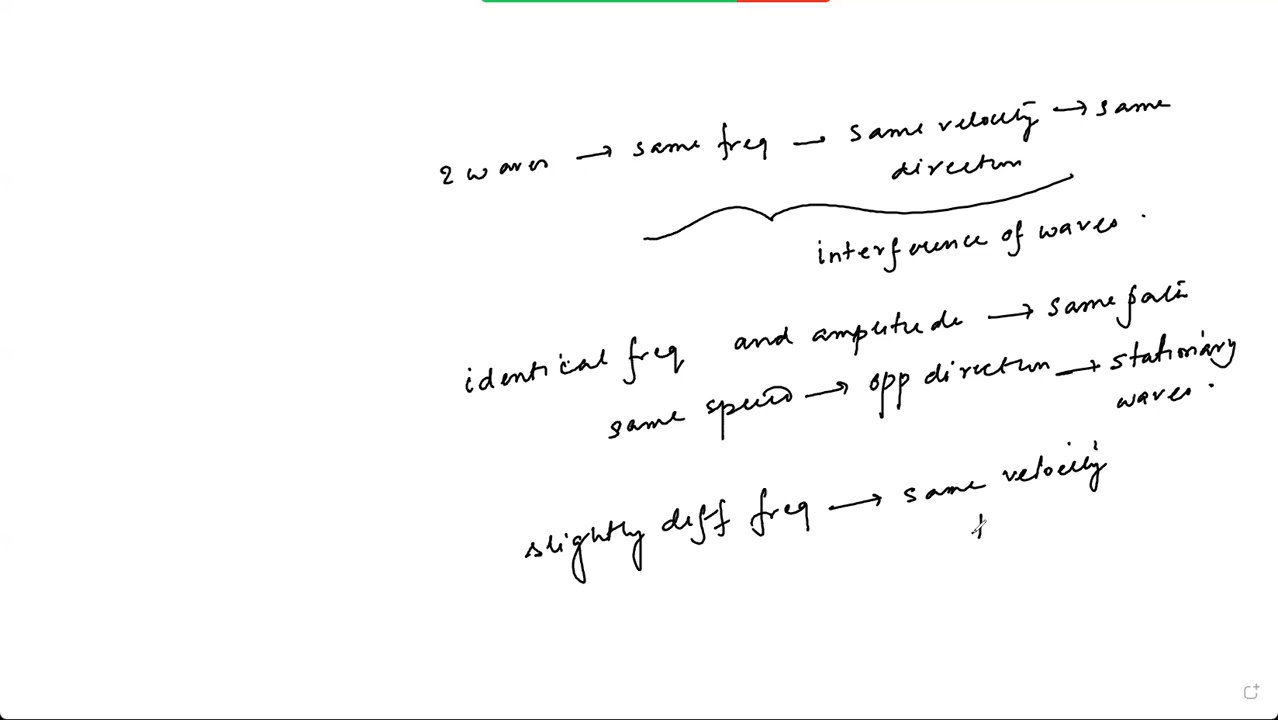 2 waves → same freq → same velocity → same
direction
interference of waves.
identical freq and amplitude → same path
same speed → opp direction → stationary
waves.
slightly diff freq → same velocity